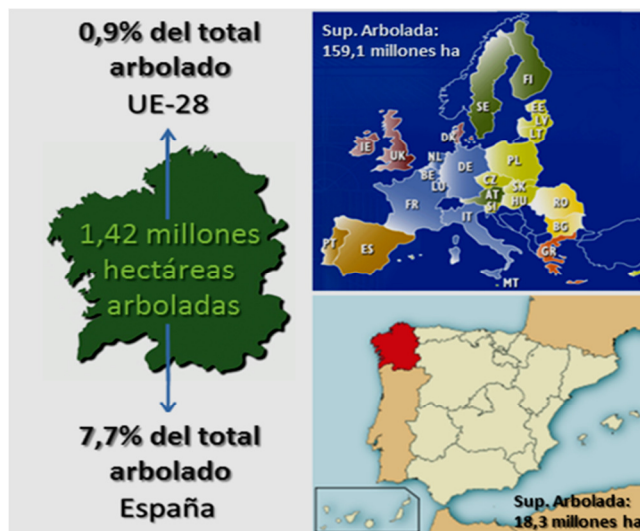 0,9% del total
arbolado
UE-28
1,42 millones
hectáreas
arboladas
7,7% del total
arbolado
España
Sup. Arbolada:
159,1 millones ha
FI
SE
EE
LV
LT
DK
IE
UK
NL
BE
LU
DE
PL
CZ
SK
AT
HU
SI
FR
RO
BG
IT
PT
ES
GR
MT
Sup. Arbolada:
18,3 millones ha